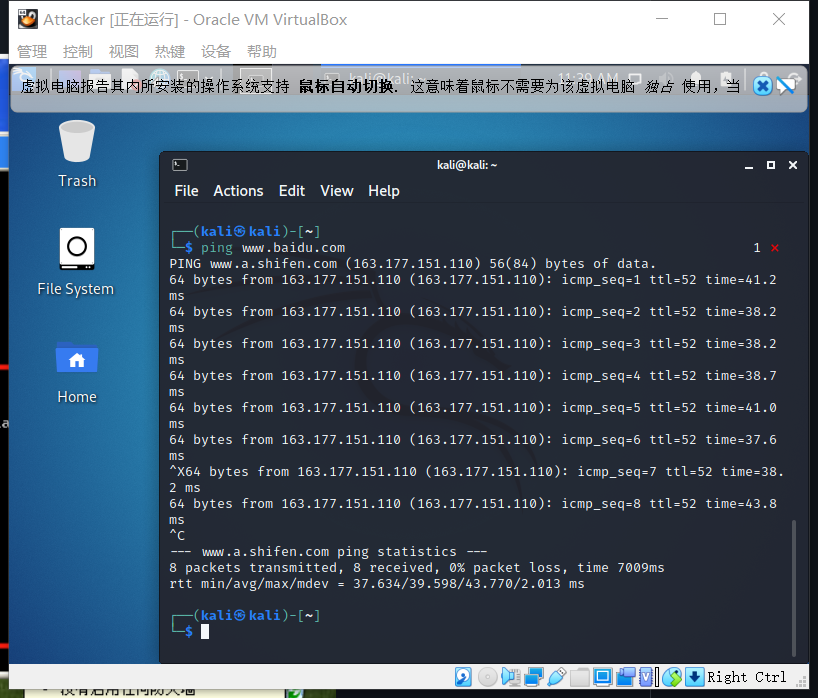 Attacker [正在运行] - Oracle VM VirtualBox
管理 控制 视图 热键 设备 帮助
虚拟电脑报告其内所安装的操作系统支持 鼠标自动切换. 这意味着鼠标不需要为该虚拟电脑 独占 使用，当
Trash
File System
Home
kali@kali: ~
File Actions Edit View Help
┌──(kali㉿kali)-[~]
└─$ ping www.baidu.com 1 ⨯
PING www.a.shifen.com (163.177.151.110) 56(84) bytes of data.
64 bytes from 163.177.151.110 (163.177.151.110): icmp_seq=1 ttl=52 time=41.2
ms
64 bytes from 163.177.151.110 (163.177.151.110): icmp_seq=2 ttl=52 time=38.2
ms
64 bytes from 163.177.151.110 (163.177.151.110): icmp_seq=3 ttl=52 time=38.2
ms
64 bytes from 163.177.151.110 (163.177.151.110): icmp_seq=4 ttl=52 time=38.7
ms
64 bytes from 163.177.151.110 (163.177.151.110): icmp_seq=5 ttl=52 time=41.0
ms
64 bytes from 163.177.151.110 (163.177.151.110): icmp_seq=6 ttl=52 time=37.6
ms
^X64 bytes from 163.177.151.110 (163.177.151.110): icmp_seq=7 ttl=52 time=38.
2 ms
64 bytes from 163.177.151.110 (163.177.151.110): icmp_seq=8 ttl=52 time=43.8
ms
^C
--- www.a.shifen.com ping statistics ---
8 packets transmitted, 8 received, 0% packet loss, time 7009ms
rtt min/avg/max/mdev = 37.634/39.598/43.770/2.013 ms
┌──(kali㉿kali)-[~]
└─$
Right Ctrl